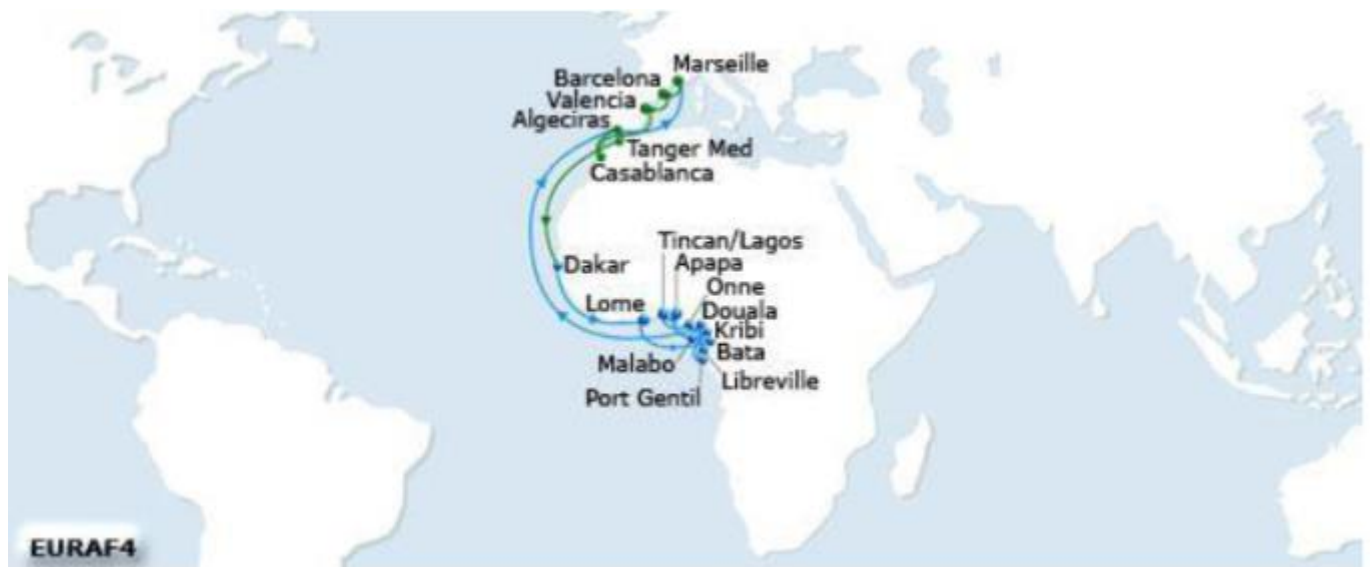 Marseille
Barcelona
Valencia
Algeciras
Tanger Med
Casablanca
Tincan/Lagos
Dakar
Apapa
Onne
Lome
Douala
Kribi
Bata
Malabo
Libreville
Port Gentil
EURAF4